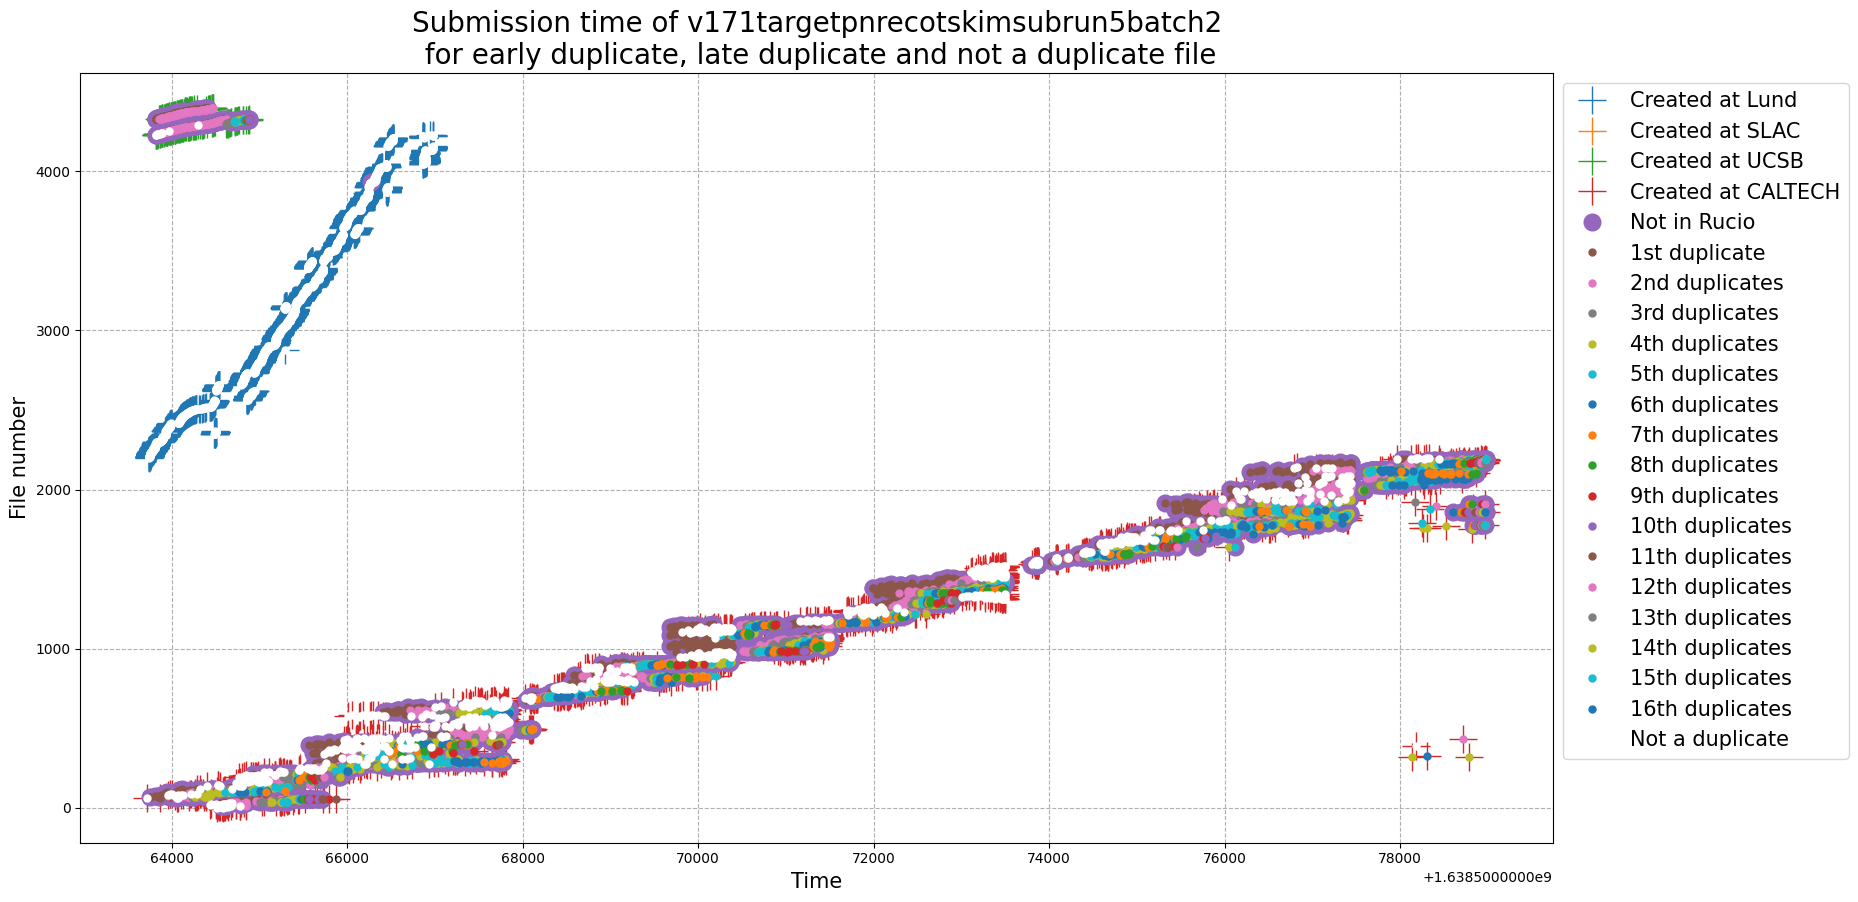 Submission time of v171targetpnrecotskimsubrun5batch2
for early duplicate, late duplicate and not a duplicate file
File number
4000
3000
2000
1000
0
64000
66000
68000
70000
72000
74000
76000
78000
+1.6385000000e9
Time
Created at Lund
Created at SLAC
Created at UCSB
Created at CALTECH
Not in Rucio
1st duplicate
2nd duplicates
3rd duplicates
4th duplicates
5th duplicates
6th duplicates
7th duplicates
8th duplicates
9th duplicates
10th duplicates
11th duplicates
12th duplicates
13th duplicates
14th duplicates
15th duplicates
16th duplicates
Not a duplicate